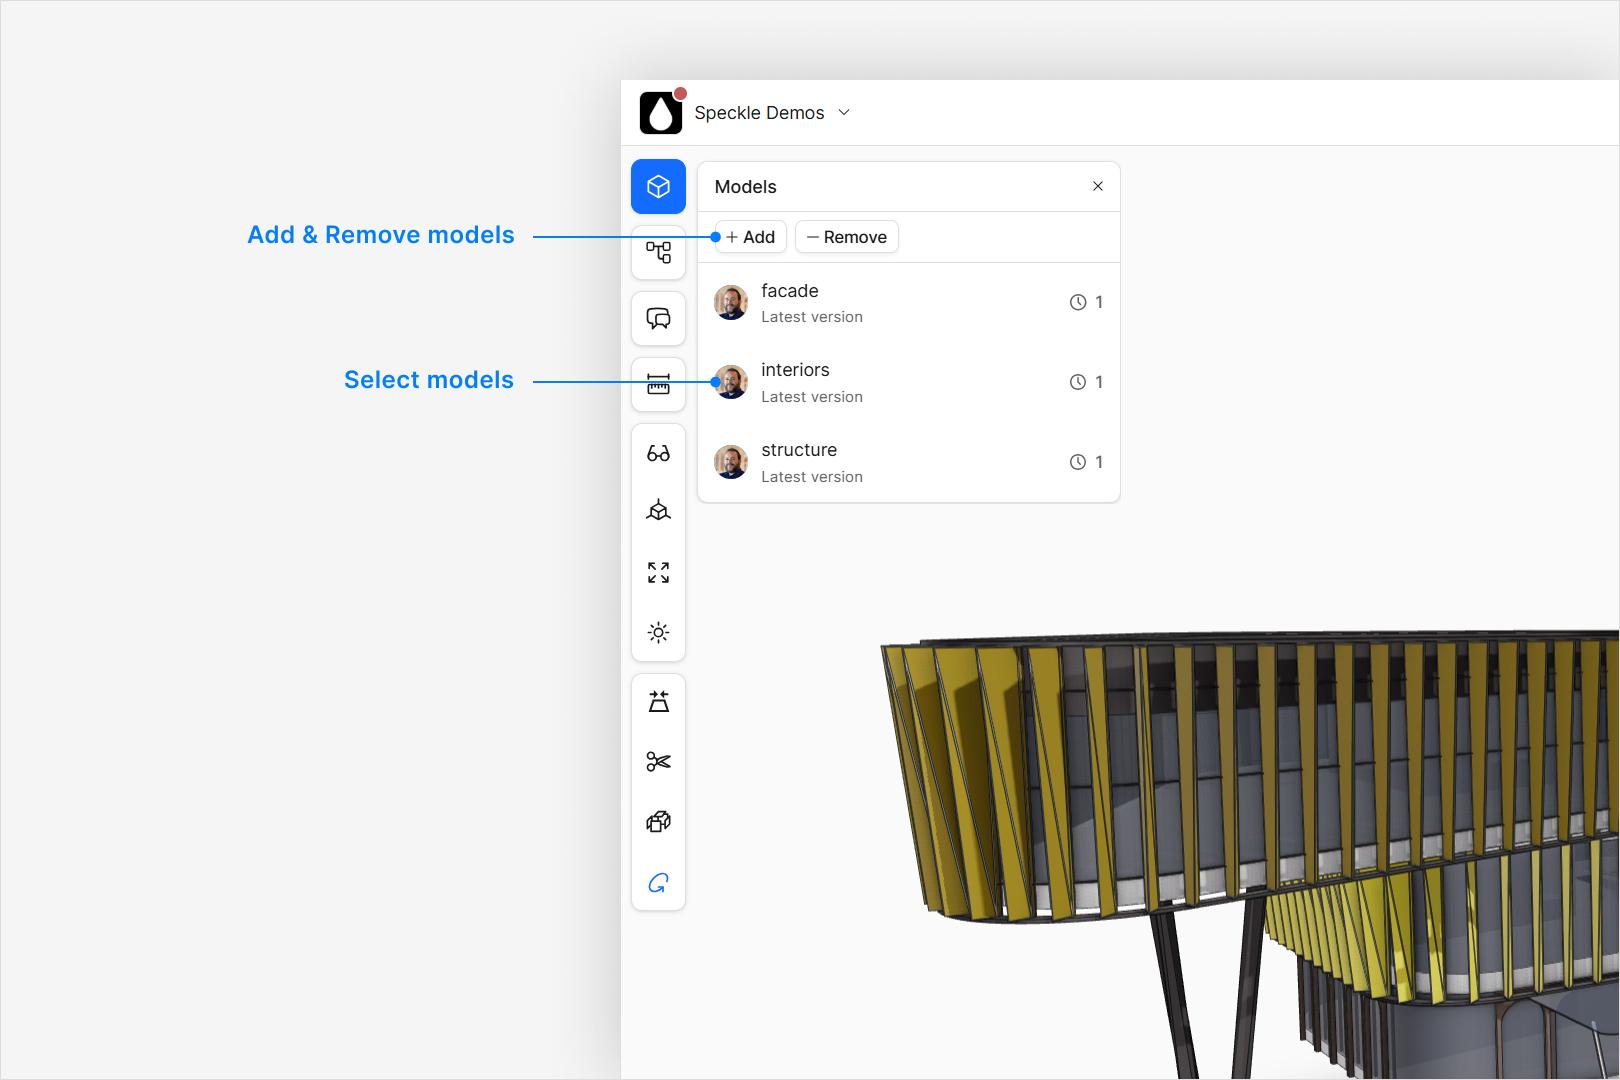 Speckle Demos
Models
Add & Remove models
+ Add
− Remove
facade
Latest version
1
Select models
interiors
Latest version
1
structure
Latest version
1